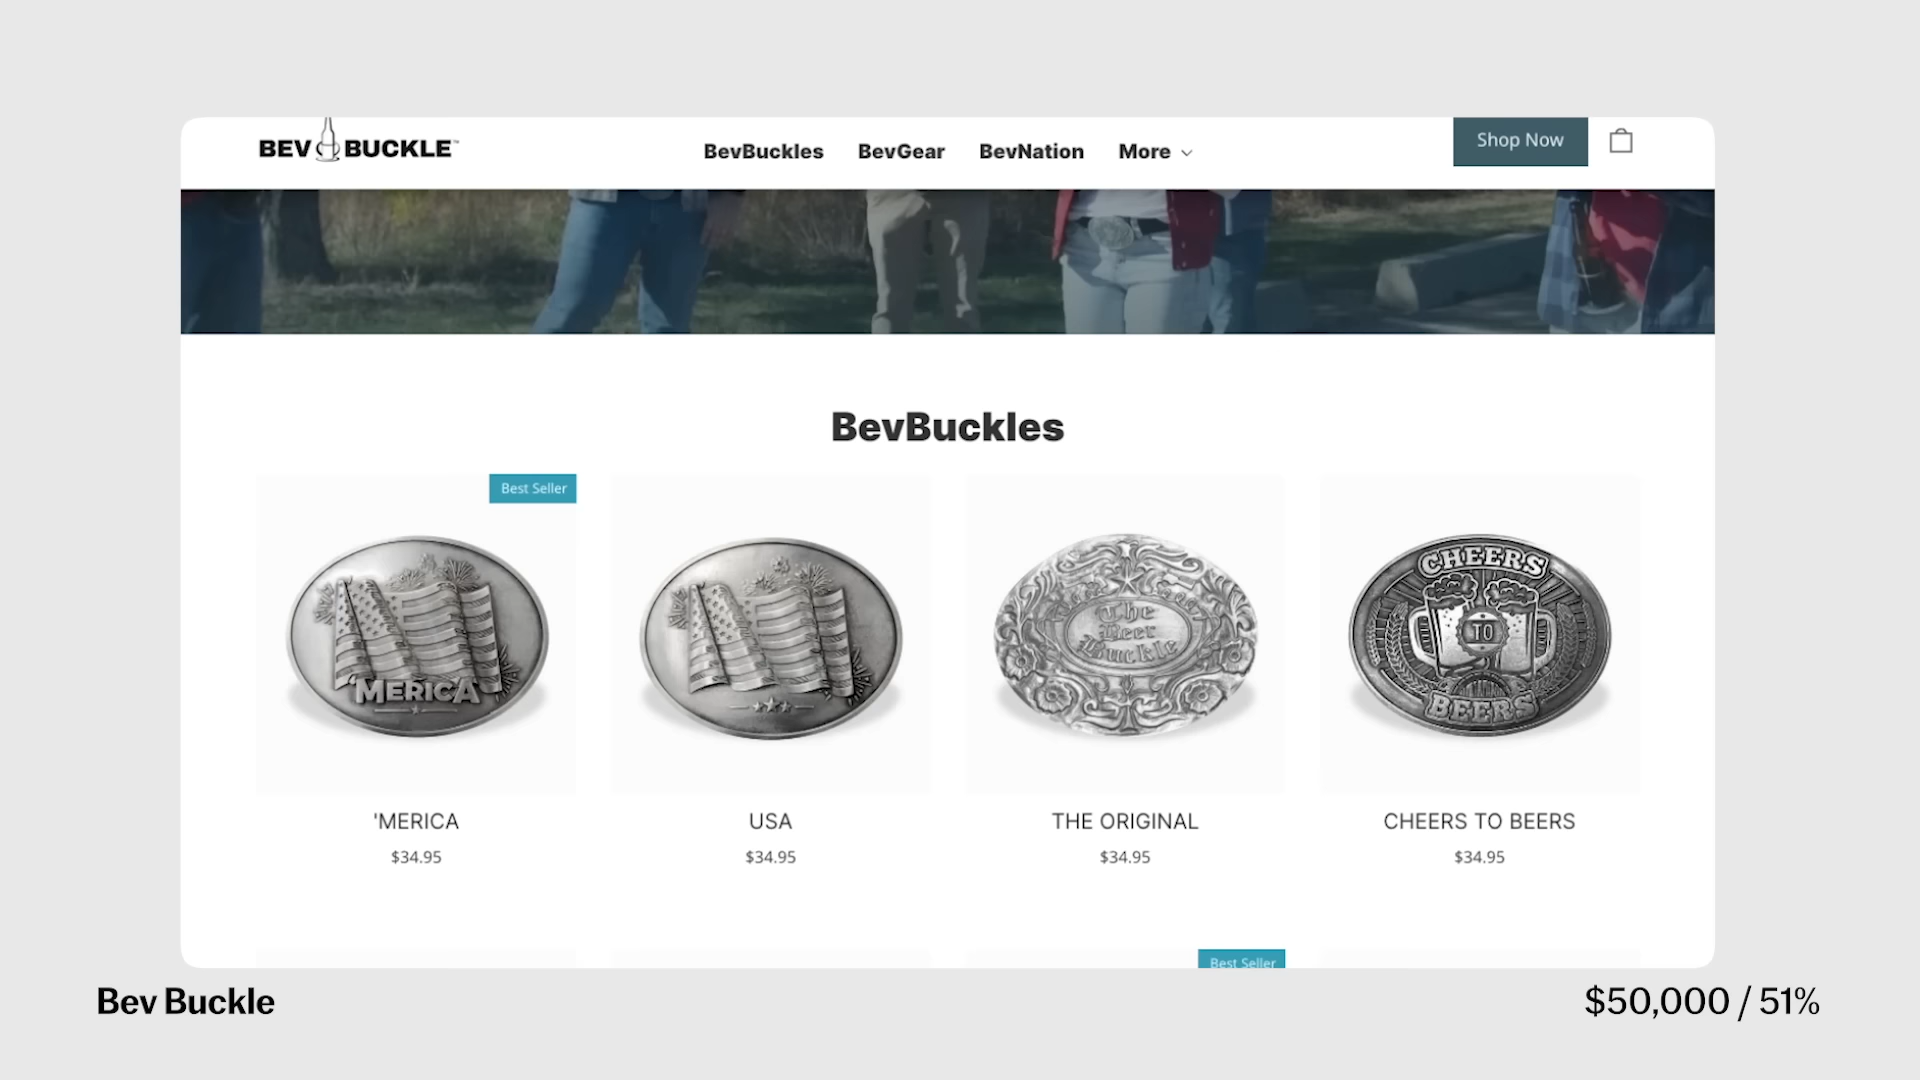 BEV BUCKLE™
BevBuckles BevGear BevNation More
Shop Now
BevBuckles
Best Seller
'MERICA
The
Beer
Buckle
CHEERS
TO
BEERS
'MERICA USA THE ORIGINAL CHEERS TO BEERS
$34.95 $34.95 $34.95 $34.95
Best Seller
Bev Buckle $50,000 / 51%